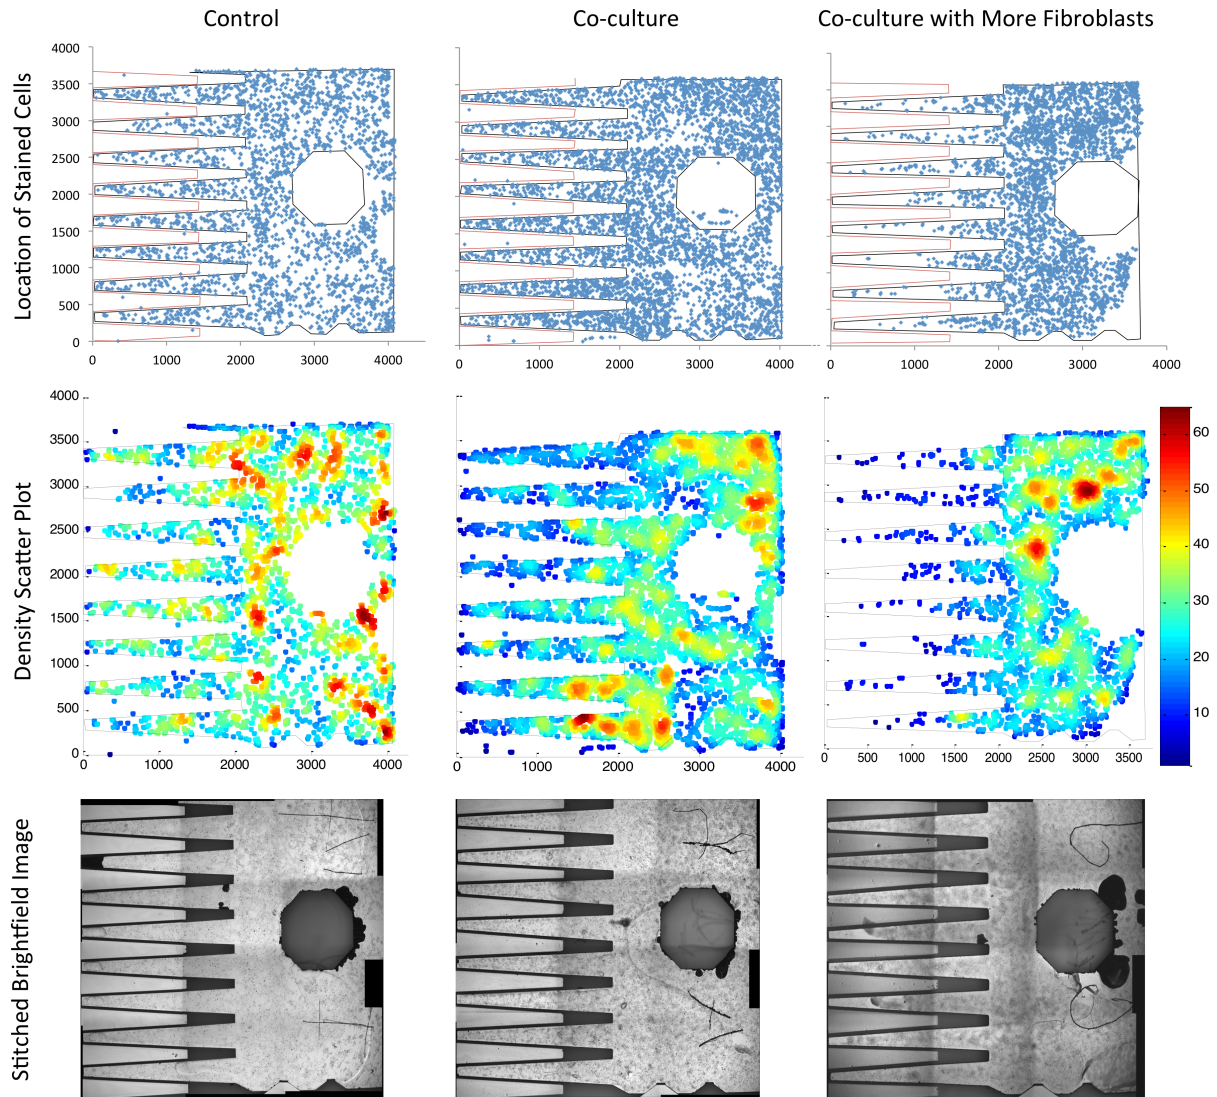 Control
Co-culture
Co-culture with More Fibroblasts
Location of Stained Cells
4000
3500
3000
2500
2000
1500
1000
500
0
0 1000 2000 3000 4000
0 1000 2000 3000 4000
0 1000 2000 3000 4000
Density Scatter Plot
4000
3500
3000
2500
2000
1500
1000
500
0
0 1000 2000 3000 4000
0 1000 2000 3000 4000
0 500 1000 1500 2000 2500 3000 3500
60
50
40
30
20
10
Stitched Brightfield Image